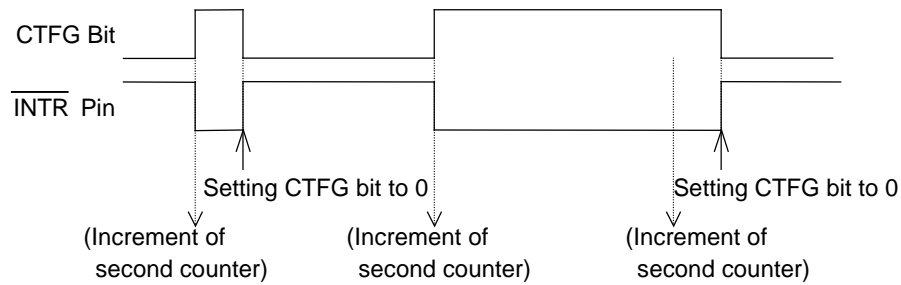 CTFG Bit
INTR Pin
Setting CTFG bit to 0
Setting CTFG bit to 0
(Increment of
second counter)
(Increment of
second counter)
(Increment of
second counter)